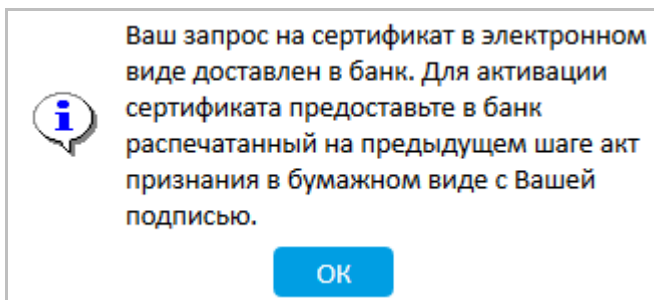 Ваш запрос на сертификат в электронном
виде доставлен в банк. Для активации
сертификата предоставьте в банк
распечатанный на предыдущем шаге акт
признания в бумажном виде с Вашей
подписью.
ОК